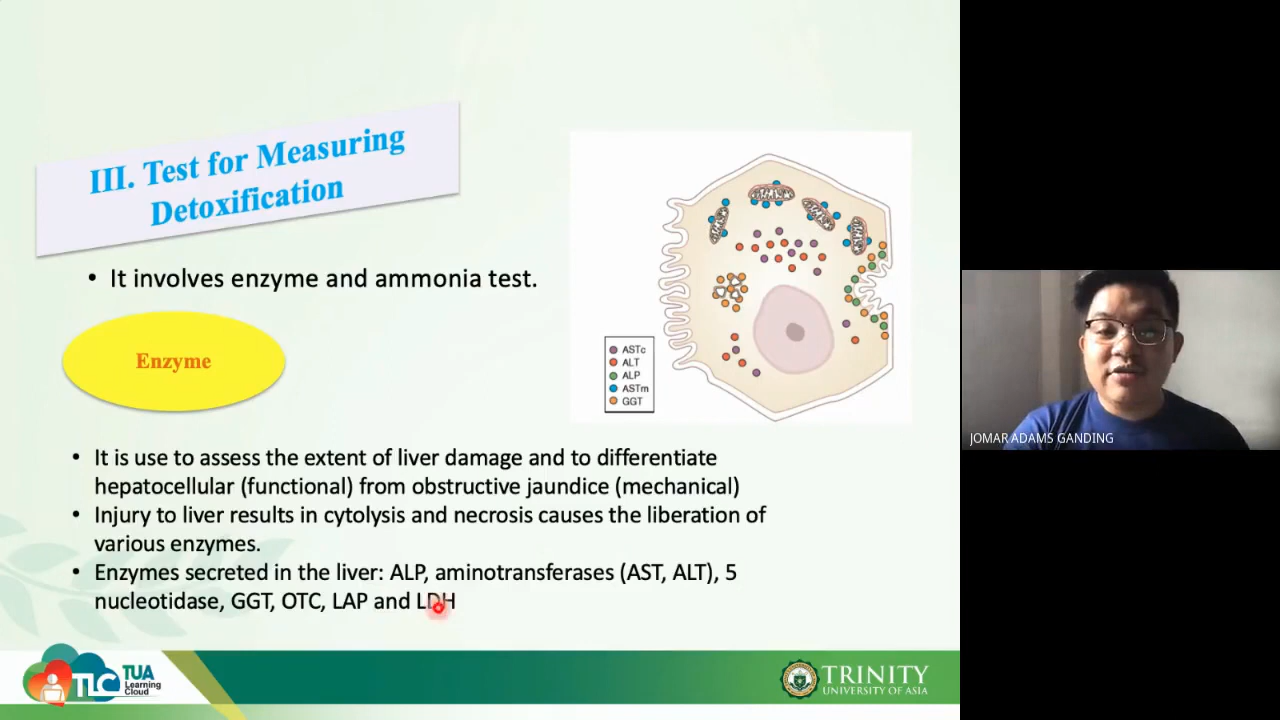 III. Test for Measuring
Detoxification
• It involves enzyme and ammonia test.
Enzyme
ASTc
ALT
ALP
ASTm
GGT
• It is use to assess the extent of liver damage and to differentiate
hepatocellular (functional) from obstructive jaundice (mechanical)
• Injury to liver results in cytolysis and necrosis causes the liberation of
various enzymes.
• Enzymes secreted in the liver: ALP, aminotransferases (AST, ALT), 5
nucleotidase, GGT, OTC, LAP and LDH
TLC
TUA
Learning
Cloud
TRINITY
UNIVERSITY OF ASIA
JOMAR ADAMS GANDING